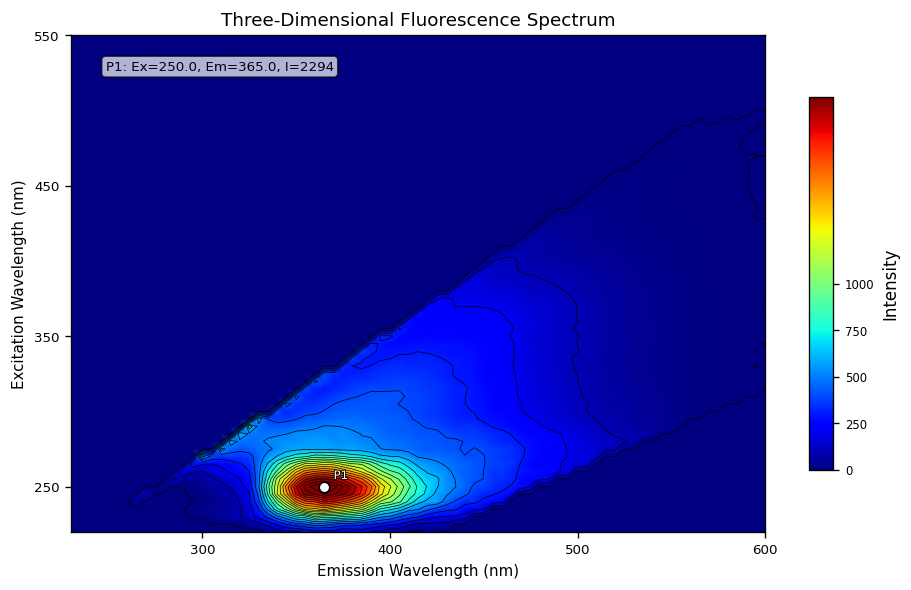 Three-Dimensional Fluorescence Spectrum
550
P1: Ex=250.0, Em=365.0, I=2294
450
350
250
Excitation Wavelength (nm)
P1
300
400
500
600
Emission Wavelength (nm)
1000
750
500
250
0
Intensity